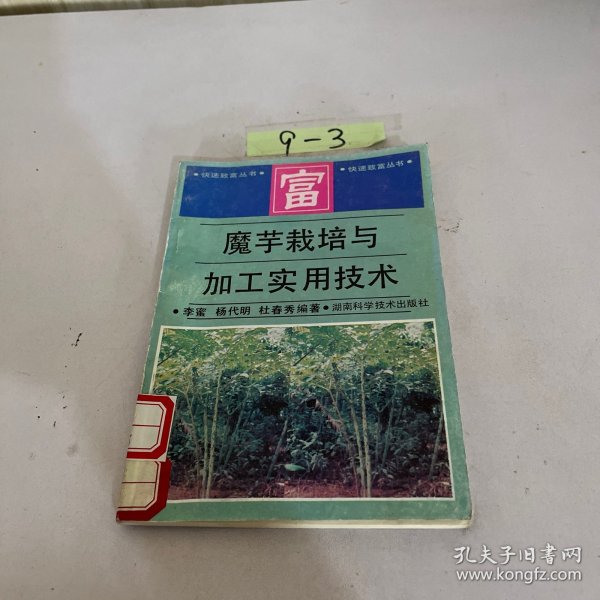 9-3
•快速致富丛书•
富
•快速致富丛书•
魔芋栽培与
加工实用技术
•李蜜 杨代明 杜春秀编著•湖南科学技术出版社
孔夫子旧书网
www.kongfz.com